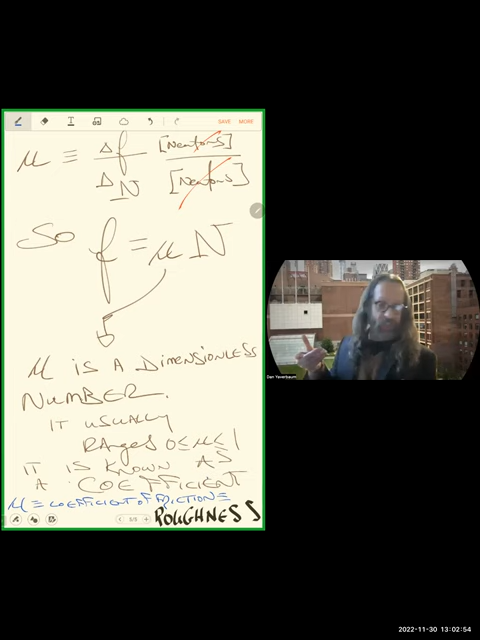 SAVE MORE
μ ≡ Δf / ΔN [Newtons] / [Newtons]
So f = μN
μ IS A DIMENSIONLESS
NUMBER.
IT USUALLY
RANGES 0≤μ≤1
IT IS KNOWN AS
A COEFFICIENT
μ ≡ COEFFICIENT OF FRICTION ≡
ROUGHNESS
3/5
Dan Yaverbaum
2022-11-30 13:02:54